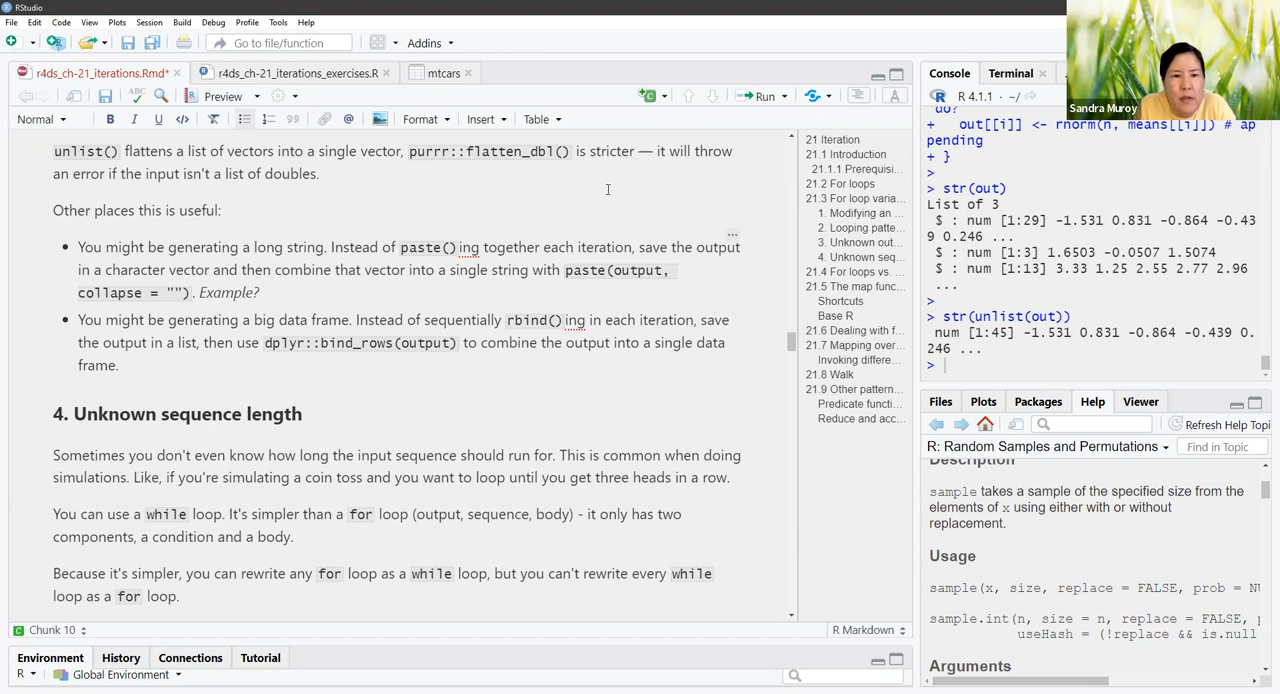 RStudio
File Edit Code View Plots Session Build Debug Profile Tools Help
Go to file/function
Addins
r4ds_ch-21_iterations.Rmd*
r4ds_ch-21_iterations_exercises.R
mtcars
ABC
Preview
Run
Normal
B I U
Format
Insert
Table
unlist() flattens a list of vectors into a single vector, purrr::flatten_dbl() is stricter — it will throw
an error if the input isn't a list of doubles.
Other places this is useful:
You might be generating a long string. Instead of paste()ing together each iteration, save the output
in a character vector and then combine that vector into a single string with paste(output,
collapse = ""). Example?
You might be generating a big data frame. Instead of sequentially rbind()ing in each iteration, save
the output in a list, then use dplyr::bind_rows(output) to combine the output into a single data
frame.
4. Unknown sequence length
Sometimes you don't even know how long the input sequence should run for. This is common when doing
simulations. Like, if you're simulating a coin toss and you want to loop until you get three heads in a row.
You can use a while loop. It's simpler than a for loop (output, sequence, body) - it only has two
components, a condition and a body.
Because it's simpler, you can rewrite any for loop as a while loop, but you can't rewrite every while
loop as a for loop.
21 Iteration
21.1 Introduction
21.1.1 Prerequisi...
21.2 For loops
21.3 For loop varia...
1. Modifying an ...
2. Looping patte...
3. Unknown out...
4. Unknown seq...
21.4 For loops vs. ...
21.5 The map func...
Shortcuts
Base R
21.6 Dealing with f...
21.7 Mapping over...
Invoking differe...
21.8 Walk
21.9 Other pattern...
Predicate functi...
Reduce and acc...
Chunk 10
R Markdown
Environment History Connections Tutorial
R
Global Environment
Console
Terminal
R 4.1.1 · ~/
Sandra Muroy
do?
+ out[[i]] <- rnorm(n, means[[i]]) # ap
pending
+ }
>
> str(out)
List of 3
$ : num [1:29] -1.531 0.831 -0.864 -0.43
9 0.246 ...
$ : num [1:3] 1.6503 -0.0507 1.5074
$ : num [1:13] 3.33 1.25 2.55 2.77 2.96
...
>
> str(unlist(out))
num [1:45] -1.531 0.831 -0.864 -0.439 0.
246 ...
>
Files Plots Packages Help Viewer
Refresh Help Topi
R: Random Samples and Permutations
Find in Topic
Description
sample takes a sample of the specified size from the
elements of x using either with or without
replacement.
Usage
sample(x, size, replace = FALSE, prob = NU
sample.int(n, size = n, replace = FALSE, p
useHash = (!replace && is.null
Arguments